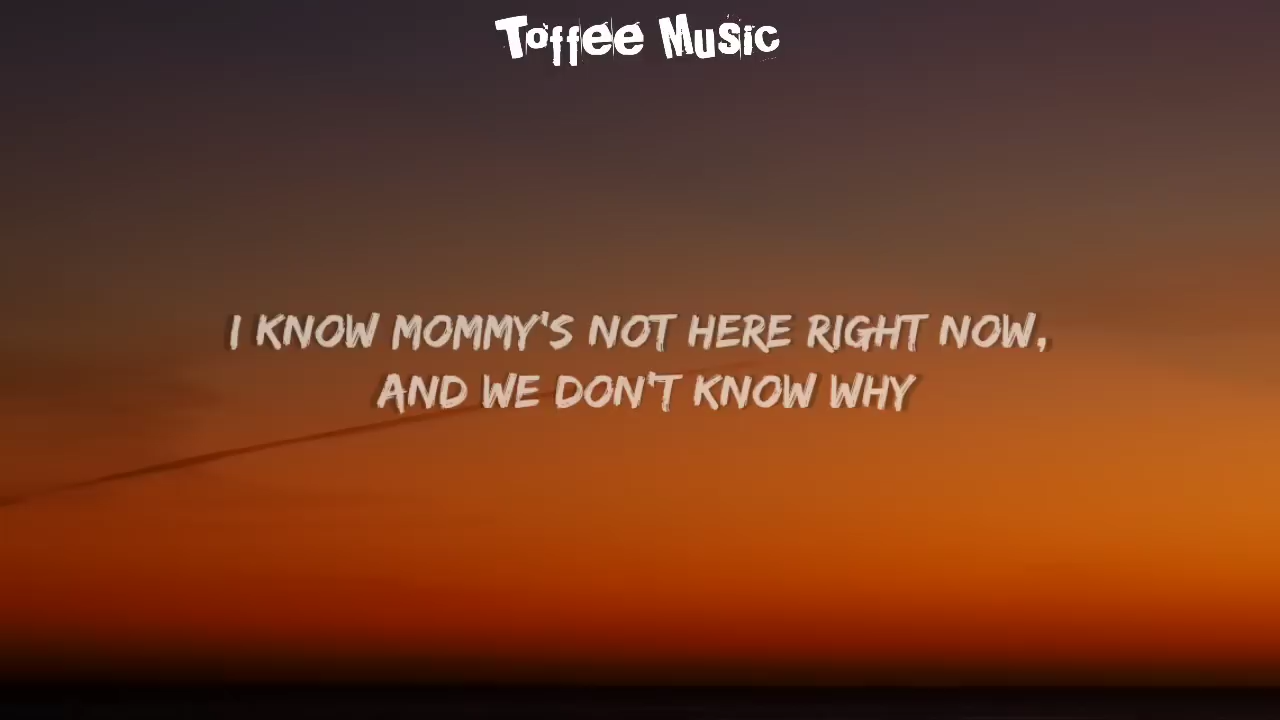 Toffee Music
I KNOW MOMMY'S NOT HERE RIGHT NOW,
AND WE DON'T KNOW WHY